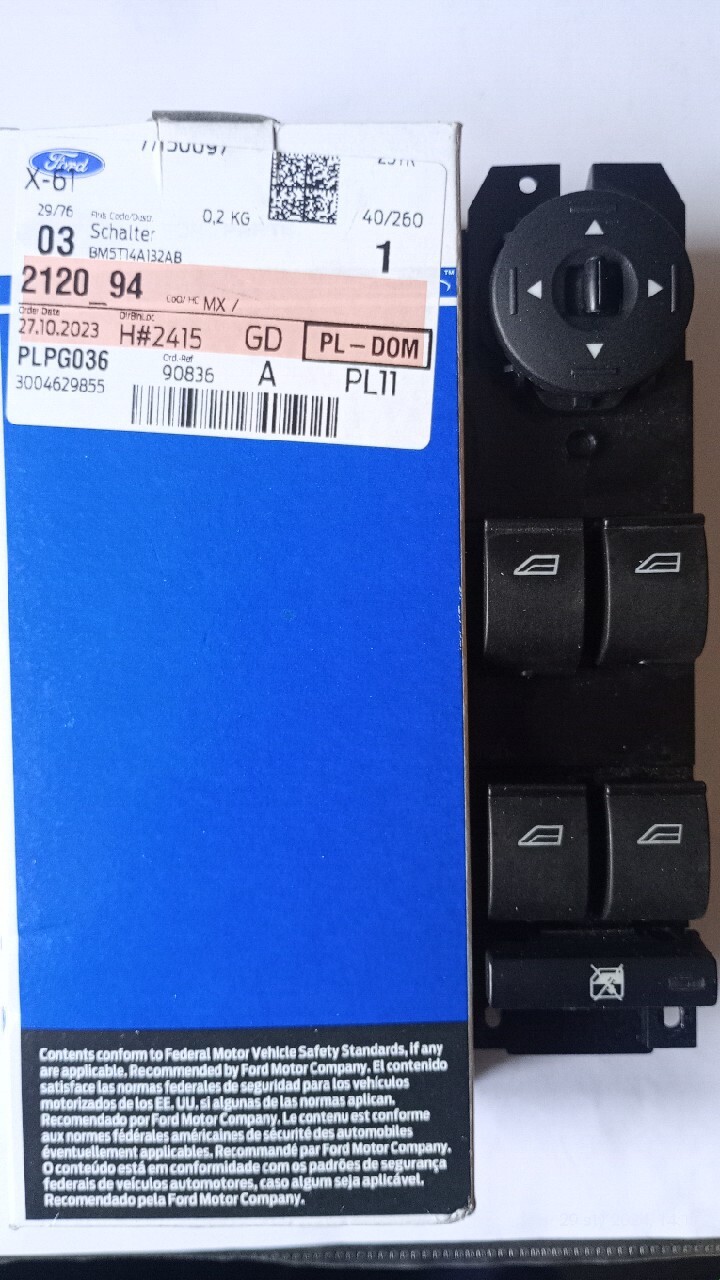 Ford
X-61
29/76
0,2 KG
40/260
03 Schalter
1
BM5T14A132AB
™
2120_94
MX /
Order Date
27.10.2023 H#2415 GD PL-DOM
PLPG036
90836 A PL11
3004629855
Contents conform to Federal Motor Vehicle Safety Standards, if any
are applicable. Recommended by Ford Motor Company. El contenido
satisface las normas federales de seguridad para los vehículos
motorizados de los EE. UU. si algunas de las normas aplican.
Recomendado por Ford Motor Company. Le contenu est conforme
aux normes fédérales américaines de sécurité des automobiles
éventuellement applicables. Recommandé par Ford Motor Company.
O conteúdo está em conformidade com os padrões de segurança
federais de veículos automotores, caso algum seja aplicável.
Recomendado pela Ford Motor Company.